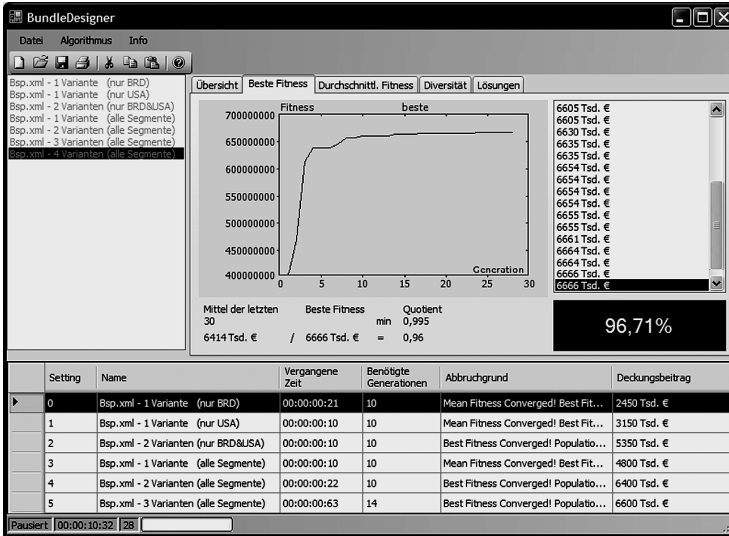 BundleDesigner
Datei Algorithmus Info
Bsp.xml - 1 Variante (nur BRD)
Bsp.xml - 1 Variante (nur USA)
Bsp.xml - 2 Varianten (nur BRD&USA)
Bsp.xml - 1 Variante (alle Segmente)
Bsp.xml - 2 Varianten (alle Segmente)
Bsp.xml - 3 Varianten (alle Segmente)
Bsp.xml - 4 Varianten (alle Segmente)
Übersicht Beste Fitness Durchschnittl. Fitness Diversität Lösungen
Fitness beste
700000000
650000000
600000000
550000000
500000000
450000000
400000000
0 5 10 15 20 25 30
Generation
6605 Tsd. €
6605 Tsd. €
6630 Tsd. €
6635 Tsd. €
6635 Tsd. €
6654 Tsd. €
6654 Tsd. €
6654 Tsd. €
6654 Tsd. €
6655 Tsd. €
6655 Tsd. €
6661 Tsd. €
6664 Tsd. €
6664 Tsd. €
6666 Tsd. €
6666 Tsd. €
Mittel der letzten Beste Fitness Quotient
30 min 0,995
6414 Tsd. € / 6666 Tsd. € = 0,96
96,71%
Setting Name Vergangene Zeit Benötigte Generationen Abbruchgrund Deckungsbeitrag
0 Bsp.xml - 1 Variante (nur BRD) 00:00:00:21 10 Mean Fitness Converged! Best Fit... 2450 Tsd. €
1 Bsp.xml - 1 Variante (nur USA) 00:00:00:10 10 Mean Fitness Converged! Best Fit... 3150 Tsd. €
2 Bsp.xml - 2 Varianten (nur BRD&USA) 00:00:00:10 10 Best Fitness Converged! Populatio... 5350 Tsd. €
3 Bsp.xml - 1 Variante (alle Segmente) 00:00:00:10 10 Mean Fitness Converged! Best Fit... 4800 Tsd. €
4 Bsp.xml - 2 Varianten (alle Segmente) 00:00:00:22 10 Best Fitness Converged! Populatio... 6400 Tsd. €
5 Bsp.xml - 3 Varianten (alle Segmente) 00:00:00:63 14 Best Fitness Converged! Populatio... 6600 Tsd. €
Pausiert 00:00:10:32 28